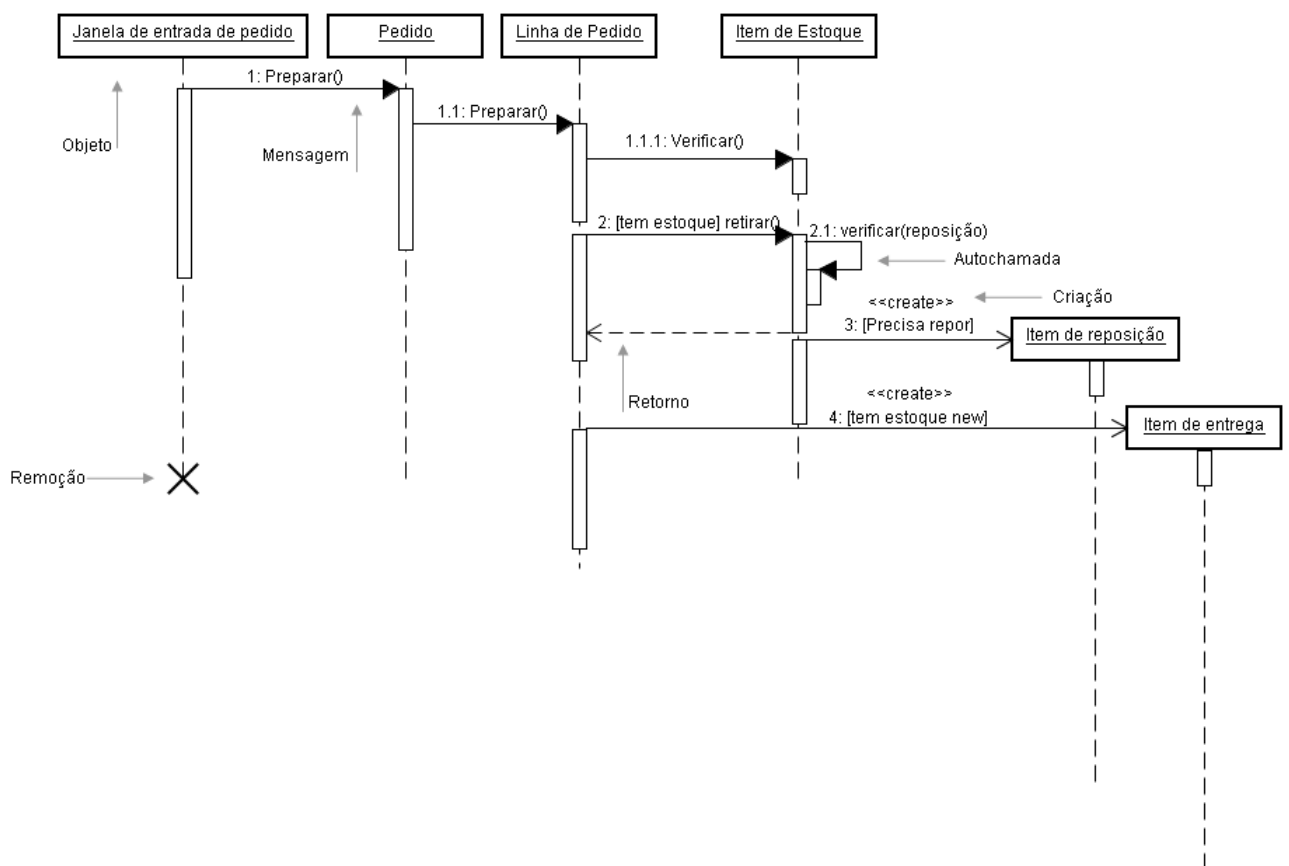 Janela de entrada de pedido
Pedido
Linha de Pedido
Item de Estoque
1: Preparar()
1.1: Preparar()
Objeto
Mensagem
1.1.1: Verificar()
2: [tem estoque] retirar()
2.1: verificar(reposição)
Autochamada
<<create>>
Criação
3: [Precisa repor]
Item de reposição
Retorno
<<create>>
4: [tem estoque new]
Item de entrega
Remoção